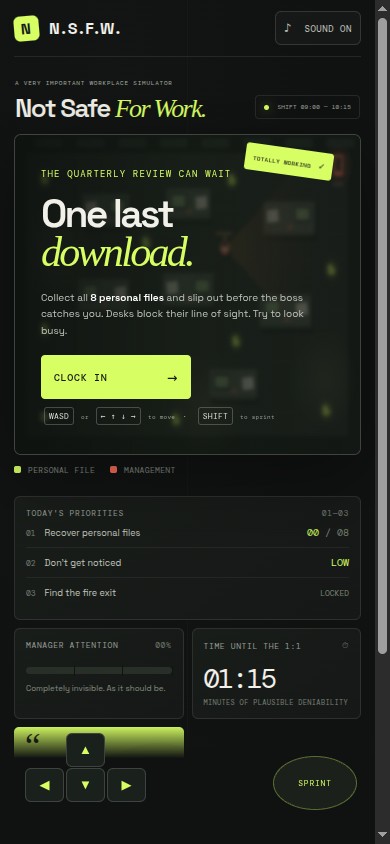 N N.S.F.W.
♪ SOUND ON
A VERY IMPORTANT WORKPLACE SIMULATOR
Not Safe For Work.
SHIFT 09:00 — 10:15
TOTALLY WORKING ✓
THE QUARTERLY REVIEW CAN WAIT
One last
download.
Collect all 8 personal files and slip out before the boss
catches you. Desks block their line of sight. Try to look
busy.
CLOCK IN →
WASD or ← ↑ ↓ → to move · SHIFT to sprint
PERSONAL FILE MANAGEMENT
TODAY'S PRIORITIES 01—03
01 Recover personal files 00 / 08
02 Don't get noticed LOW
03 Find the fire exit LOCKED
MANAGER ATTENTION 00%
Completely invisible. As it should be.
TIME UNTIL THE 1:1
01:15
MINUTES OF PLAUSIBLE DENIABILITY
“
▲
◀ ▼ ▶
SPRINT